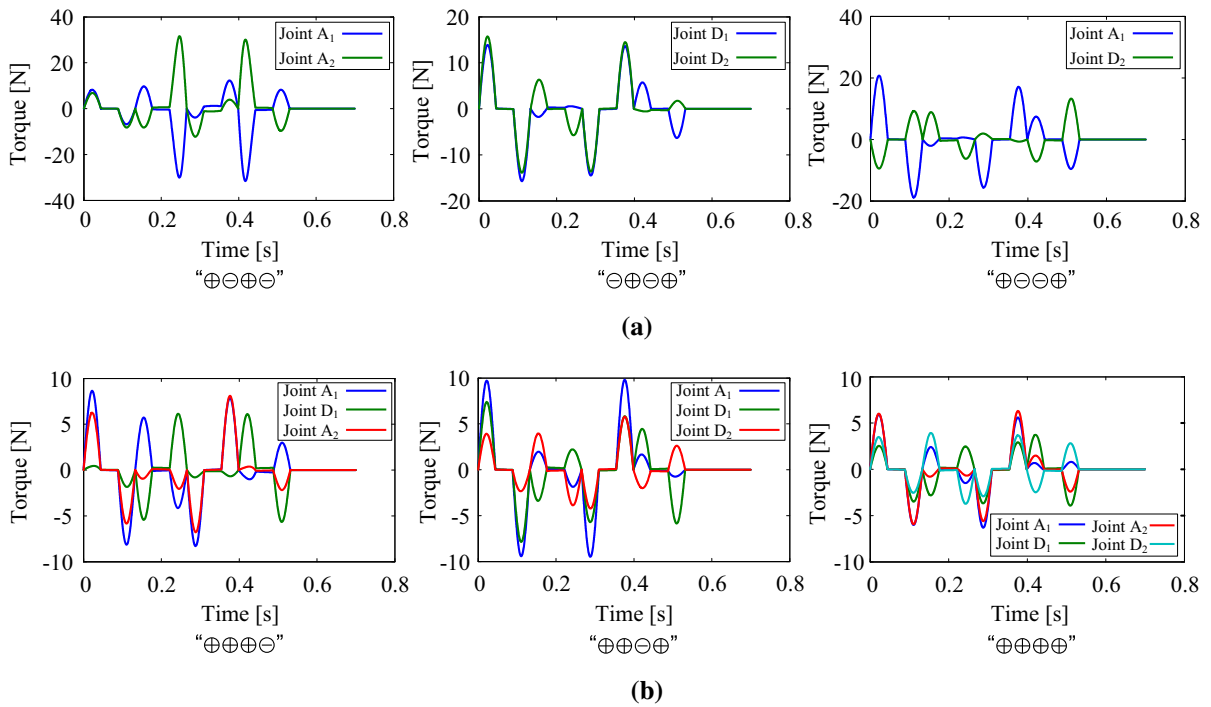 Torque [N]
40
20
0
-20
-40
Joint A₁
Joint A₂
0 0.2 0.4 0.6 0.8
Time [s]
“⊕⊖⊕⊖”
Torque [N]
20
10
0
-10
20
Joint D₁
Joint D₂
0 0.2 0.4 0.6 0.8
Time [s]
“⊖⊕⊖⊕”
Torque [N]
40
20
0
20
Joint A₁
Joint D₂
0 0.2 0.4 0.6 0.8
Time [s]
“⊕⊖⊖⊕”
(a)
Torque [N]
10
5
0
-5
-10
Joint A₁
Joint D₁
Joint A₂
0 0.2 0.4 0.6 0.8
Time [s]
“⊕⊕⊕⊖”
Torque [N]
10
5
0
-5
-10
Joint A₁
Joint D₁
Joint D₂
0 0.2 0.4 0.6 0.8
Time [s]
“⊕⊕⊖⊕”
Torque [N]
10
5
0
-5
-10
Joint A₁ Joint A₂
Joint D₁ Joint D₂
0 0.2 0.4 0.6 0.8
Time [s]
“⊕⊕⊕⊕”
(b)